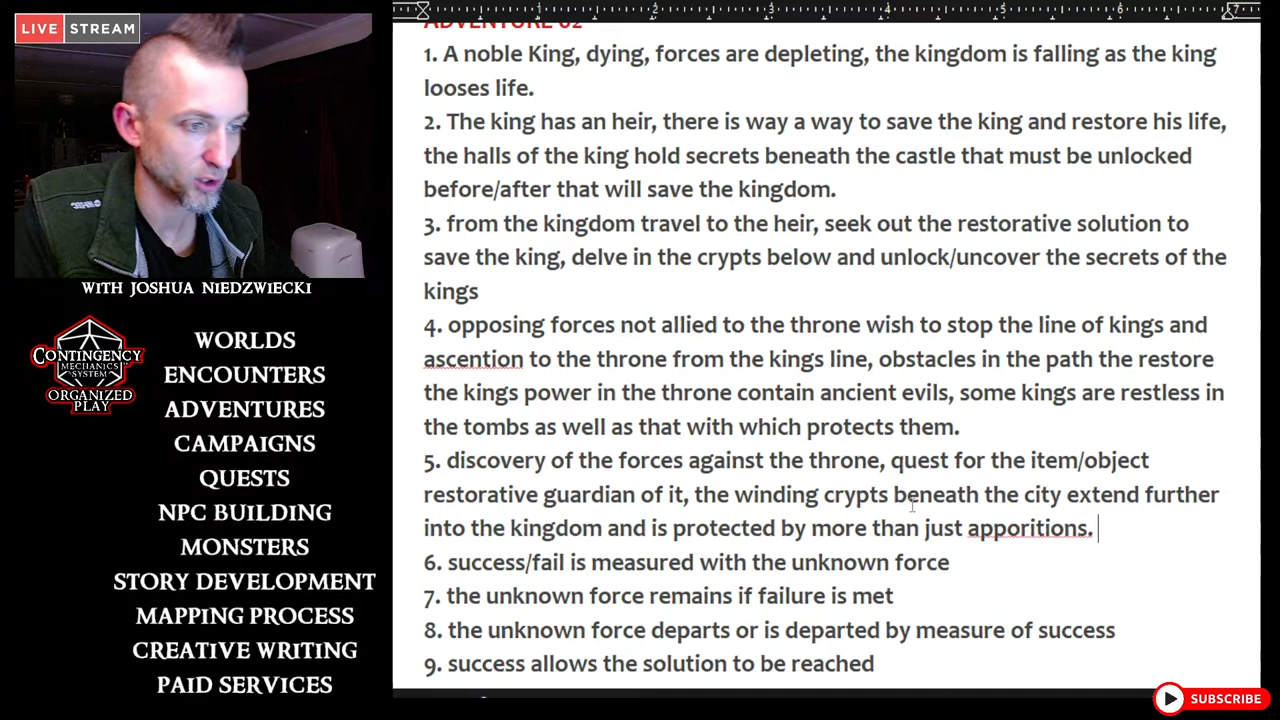 LIVE STREAM
WITH JOSHUA NIEDZWIECKI
CONTINGENCY
MECHANICS
SYSTEM
ORGANIZED
PLAY
WORLDS
ENCOUNTERS
ADVENTURES
CAMPAIGNS
QUESTS
NPC BUILDING
MONSTERS
STORY DEVELOPMENT
MAPPING PROCESS
CREATIVE WRITING
PAID SERVICES
1 2 3 4 5 6 7
ADVENTURE 02
1. A noble King, dying, forces are depleting, the kingdom is falling as the king
looses life.
2. The king has an heir, there is way a way to save the king and restore his life,
the halls of the king hold secrets beneath the castle that must be unlocked
before/after that will save the kingdom.
3. from the kingdom travel to the heir, seek out the restorative solution to
save the king, delve in the crypts below and unlock/uncover the secrets of the
kings
4. opposing forces not allied to the throne wish to stop the line of kings and
ascention to the throne from the kings line, obstacles in the path the restore
the kings power in the throne contain ancient evils, some kings are restless in
the tombs as well as that with which protects them.
5. discovery of the forces against the throne, quest for the item/object
restorative guardian of it, the winding crypts beneath the city extend further
into the kingdom and is protected by more than just apporitions.
6. success/fail is measured with the unknown force
7. the unknown force remains if failure is met
8. the unknown force departs or is departed by measure of success
9. success allows the solution to be reached
SUBSCRIBE